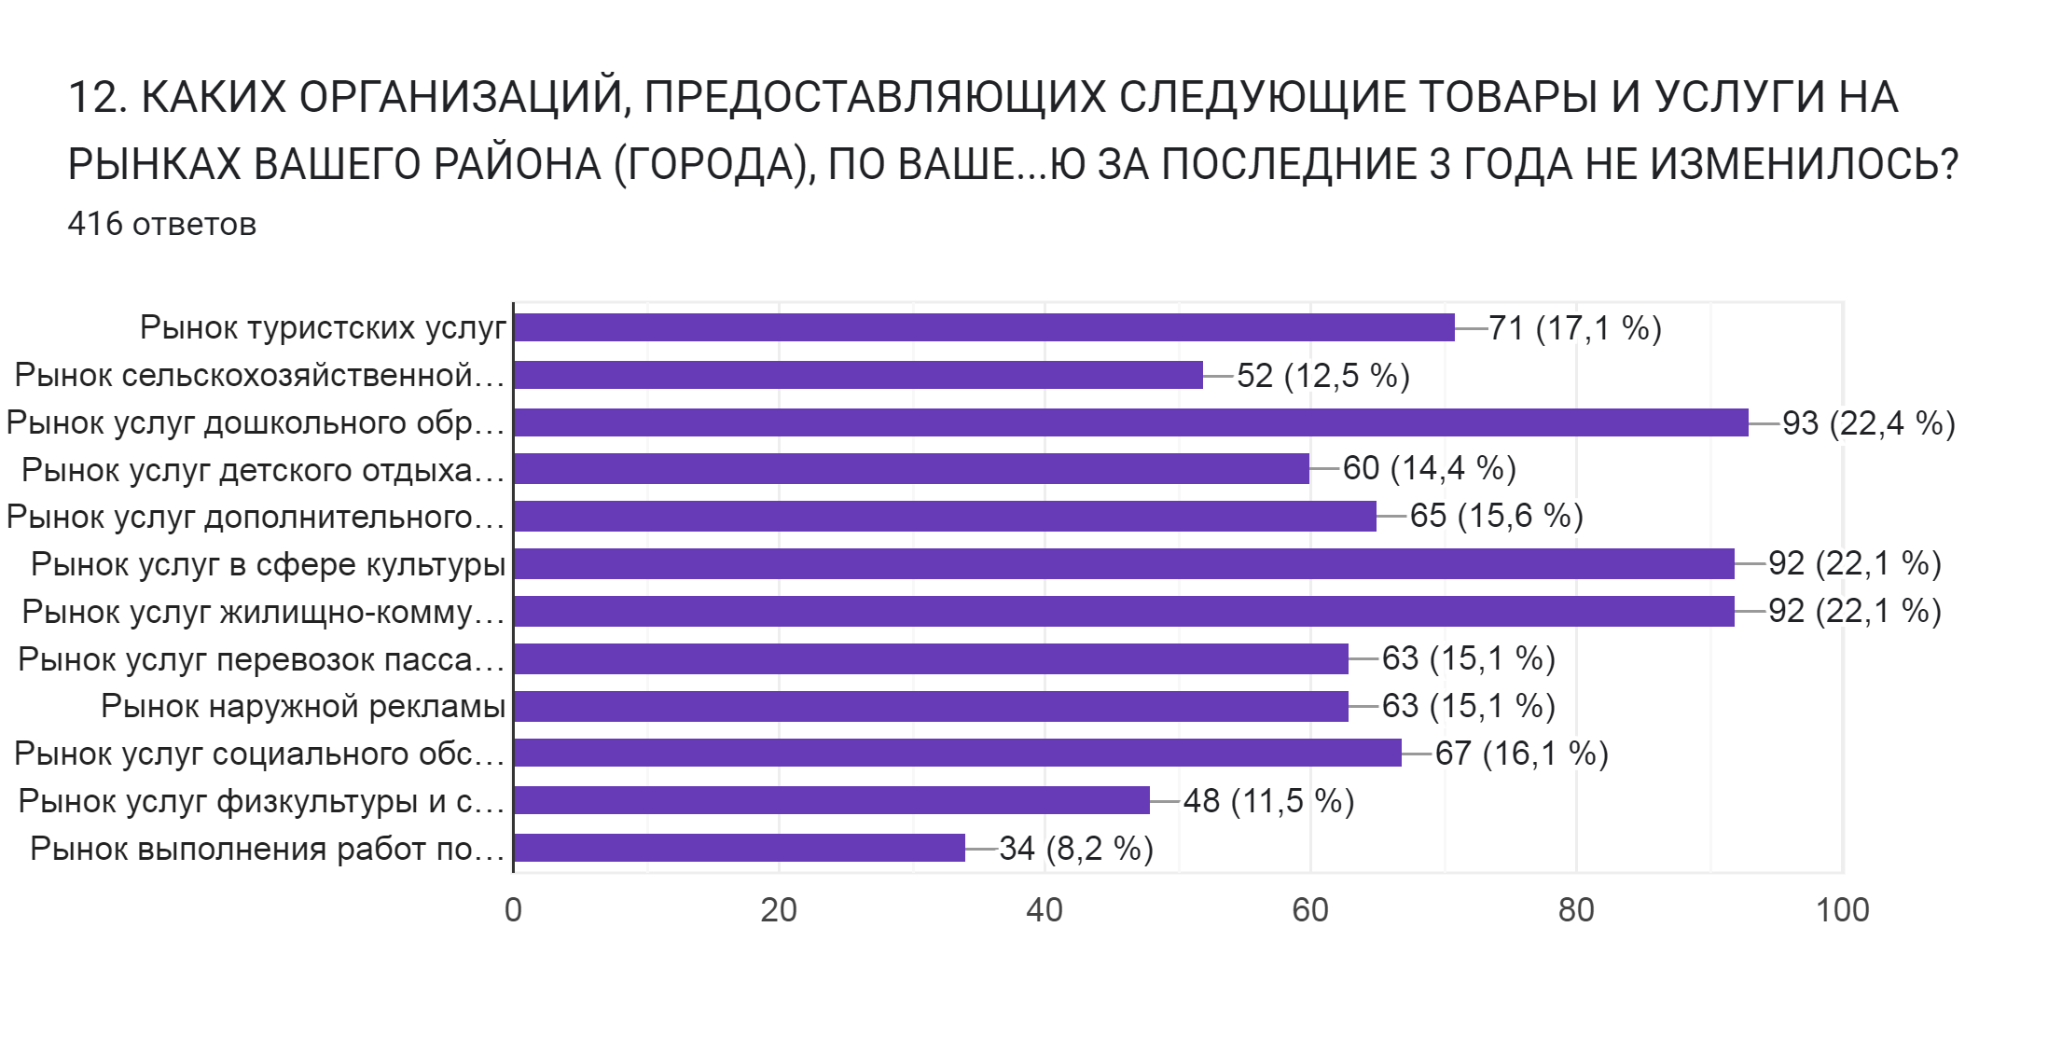 12. КАКИХ ОРГАНИЗАЦИЙ, ПРЕДОСТАВЛЯЮЩИХ СЛЕДУЮЩИЕ ТОВАРЫ И УСЛУГИ НА
РЫНКАХ ВАШЕГО РАЙОНА (ГОРОДА), ПО ВАШЕ...Ю ЗА ПОСЛЕДНИЕ 3 ГОДА НЕ ИЗМЕНИЛОСЬ?
416 ответов
Рынок туристских услуг 71 (17,1 %)
Рынок сельскохозяйственной… 52 (12,5 %)
Рынок услуг дошкольного обр… 93 (22,4 %)
Рынок услуг детского отдыха… 60 (14,4 %)
Рынок услуг дополнительного… 65 (15,6 %)
Рынок услуг в сфере культуры 92 (22,1 %)
Рынок услуг жилищно-комму… 92 (22,1 %)
Рынок услуг перевозок пасса… 63 (15,1 %)
Рынок наружной рекламы 63 (15,1 %)
Рынок услуг социального обс… 67 (16,1 %)
Рынок услуг физкультуры и с… 48 (11,5 %)
Рынок выполнения работ по… 34 (8,2 %)
0 20 40 60 80 100